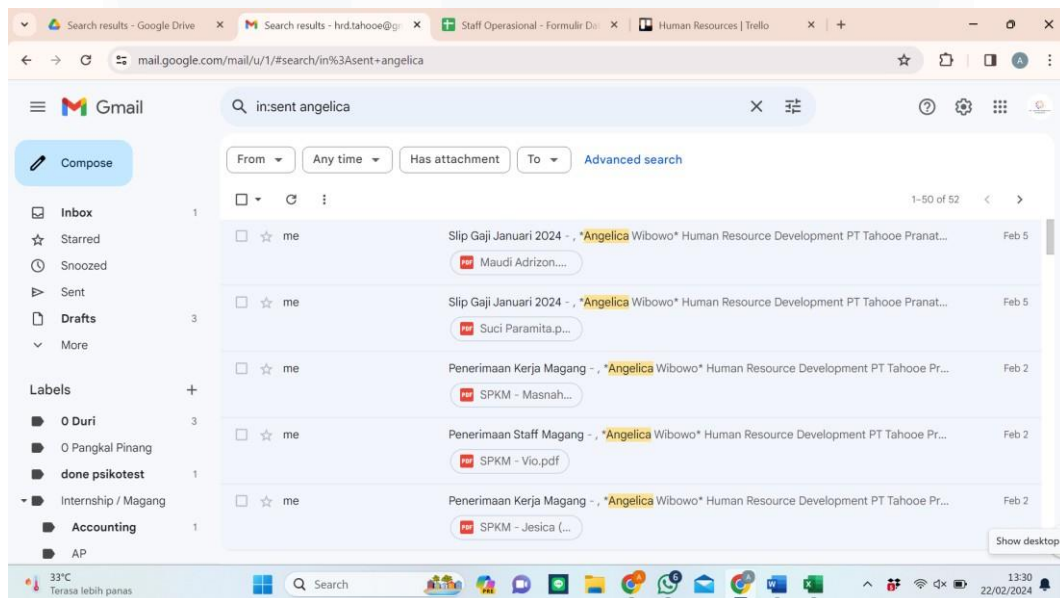 Search results - Google Drive
Search results - hrd.tahooe@g
Staff Operasional - Formulir Da
Human Resources | Trello
mail.google.com/mail/u/1/#search/in%3Asent+angelica
A
Gmail
in:sent angelica
Compose
From
Any time
Has attachment
To
Advanced search
1–50 of 52
Inbox 1
Starred
Snoozed
Sent
Drafts 3
More
Labels
0 Duri 3
0 Pangkal Pinang
done psikotest 1
Internship / Magang
Accounting 1
AP
me Slip Gaji Januari 2024 - , *Angelica Wibowo* Human Resource Development PT Tahooe Pranat... Feb 5
PDF Maudi Adrizon....
me Slip Gaji Januari 2024 - , *Angelica Wibowo* Human Resource Development PT Tahooe Pranat... Feb 5
PDF Suci Paramita.p...
me Penerimaan Kerja Magang - , *Angelica Wibowo* Human Resource Development PT Tahooe Pr... Feb 2
PDF SPKM - Masnah...
me Penerimaan Staff Magang - , *Angelica Wibowo* Human Resource Development PT Tahooe Pr... Feb 2
PDF SPKM - Vio.pdf
me Penerimaan Kerja Magang - , *Angelica Wibowo* Human Resource Development PT Tahooe Pr... Feb 2
PDF SPKM - Jesica (...
Show desktop
33°C
Terasa lebih panas
Search
PRE
6
13:30
22/02/2024